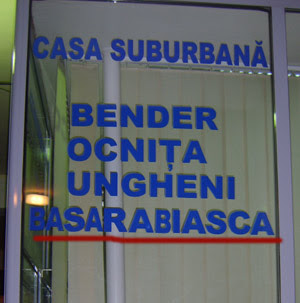 CASA SUBURBANĂ
BENDER
OCNIȚA
UNGHENI
BASARABIASCA